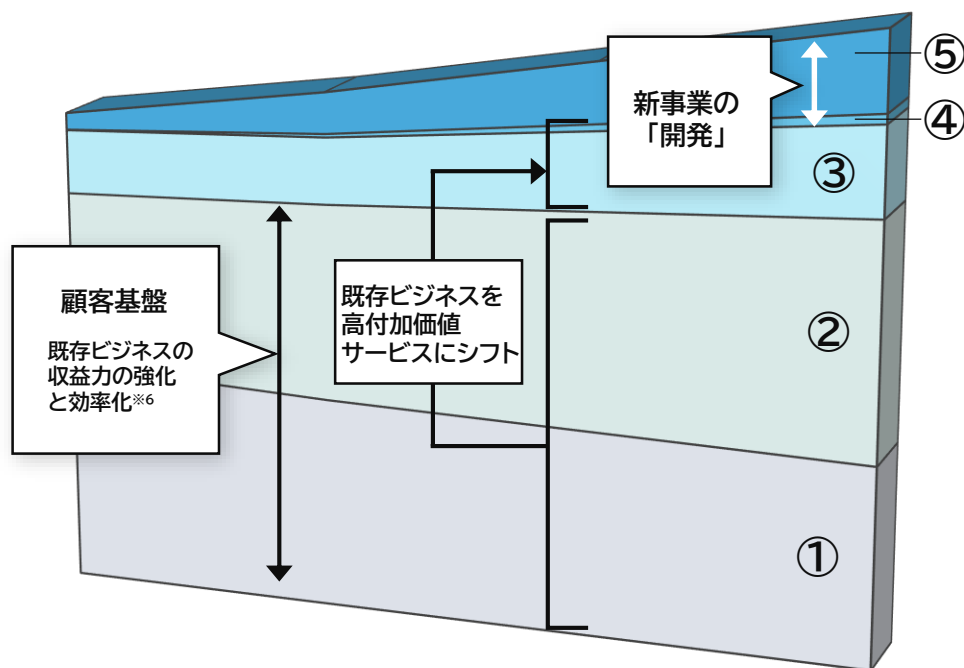 ⑤
新事業の
「開発」
④
③
顧客基盤
既存ビジネスの
収益力の強化
と効率化※6
既存ビジネスを
高付加価値
サービスにシフト
②
①